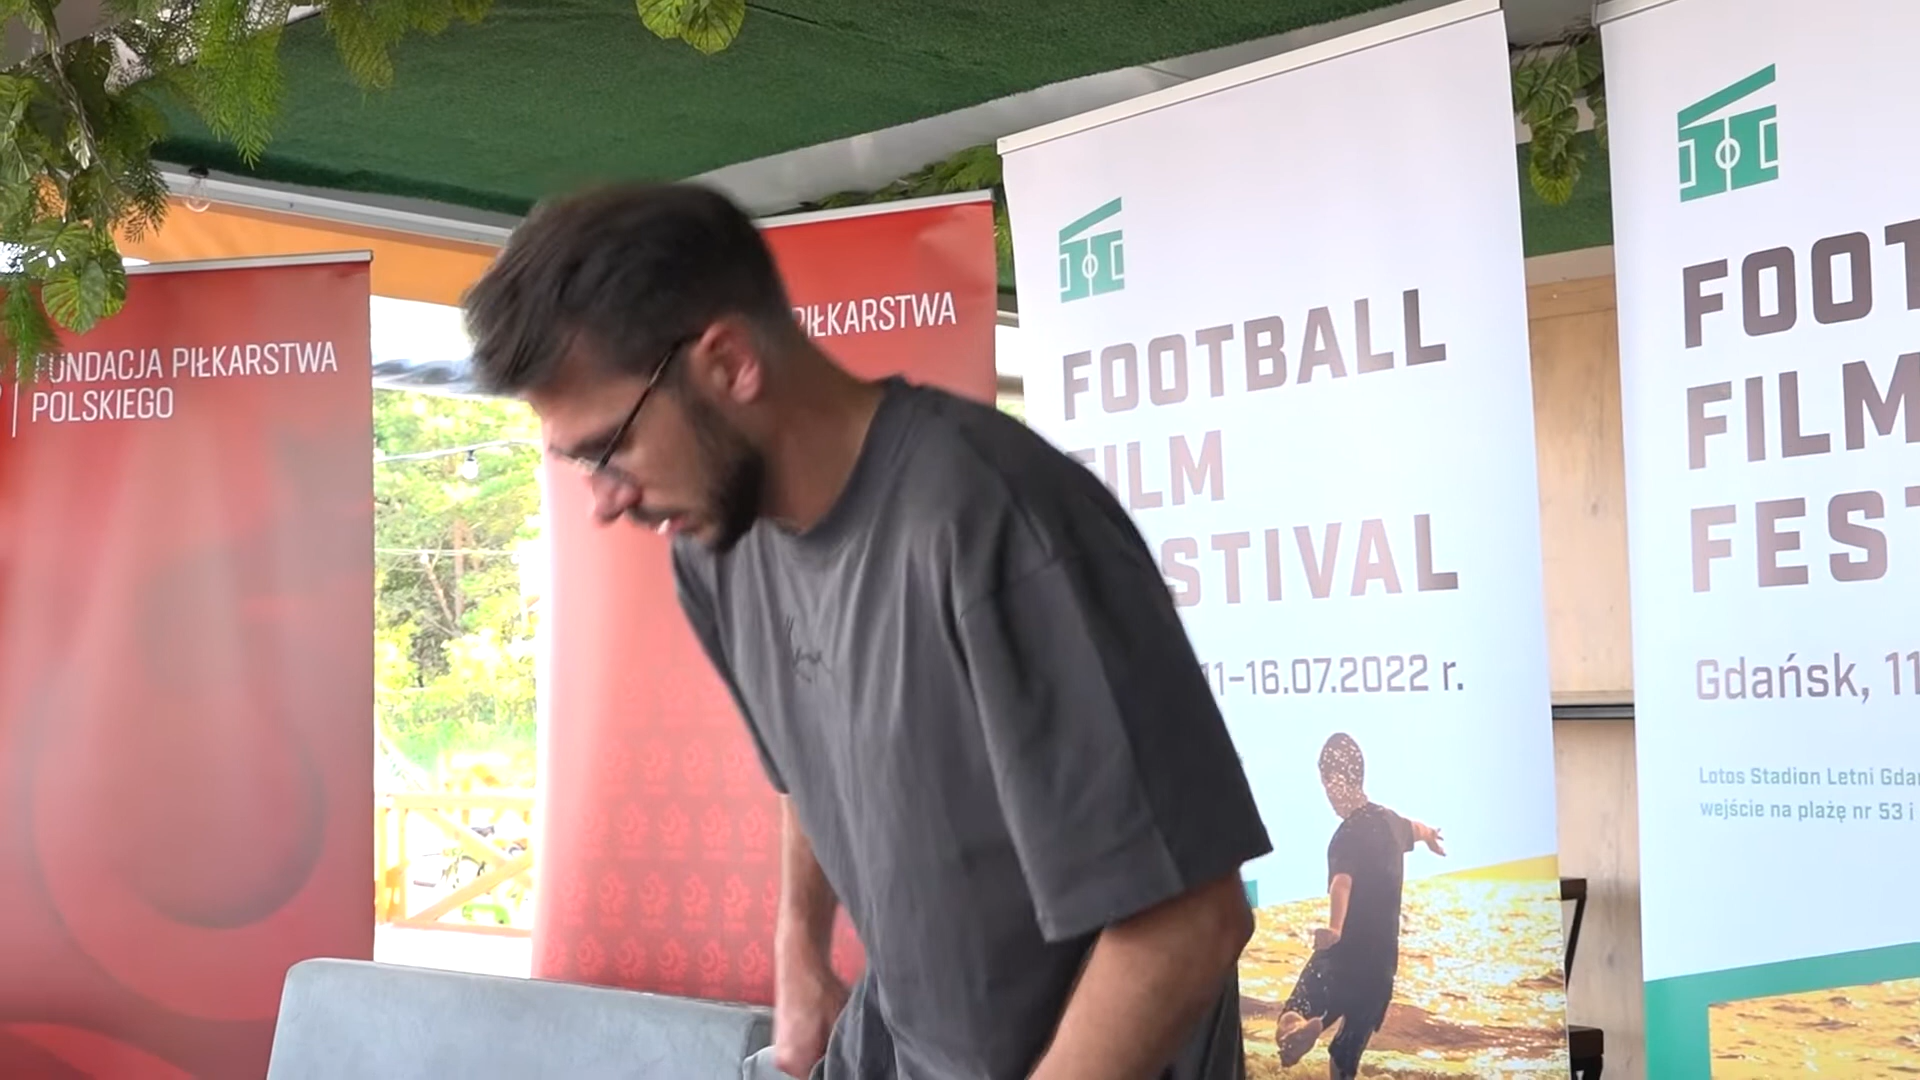 FUNDACJA PIŁKARSTWA
POLSKIEGO
PIŁKARSTWA
FOOTBALL
FILM
STIVAL
11–16.07.2022 r.
FOOT
FILM
FEST
Gdańsk, 11
Lotos Stadion Letni Gda
wejście na plażę nr 53 i